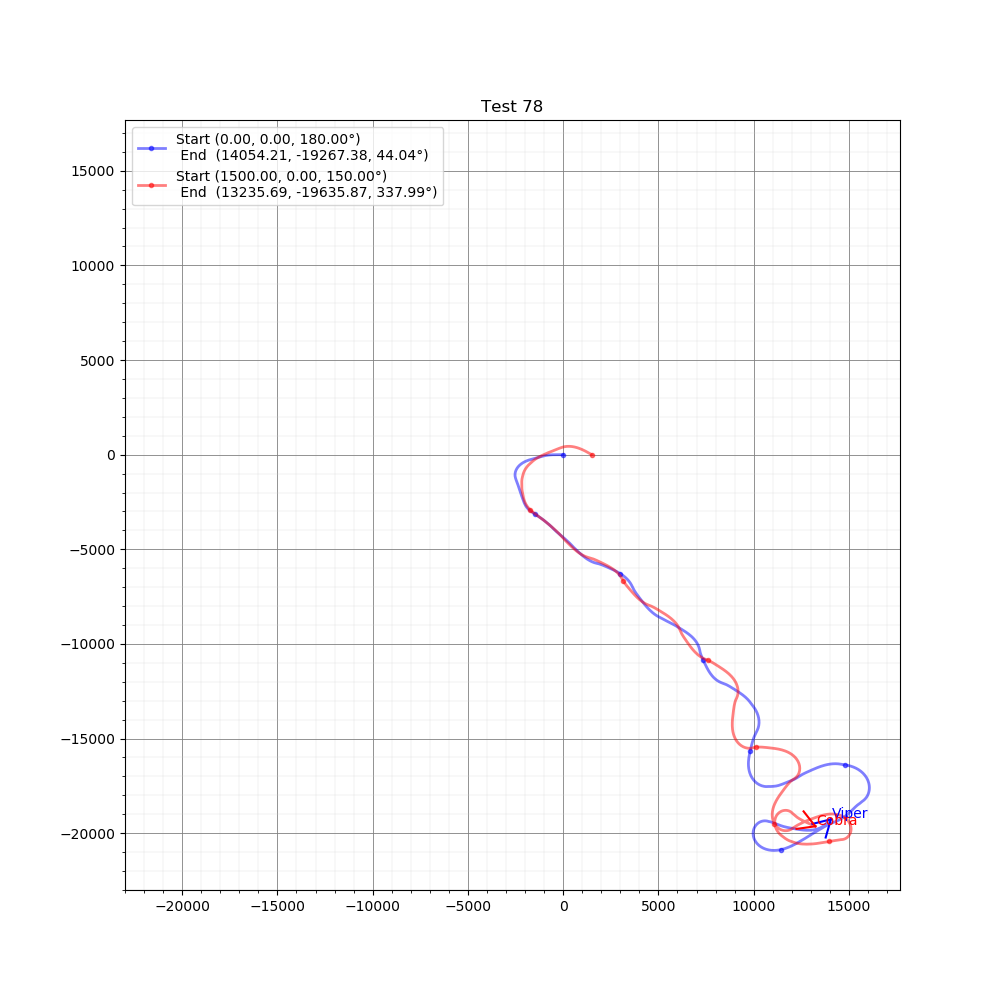 Test 78
Start (0.00, 0.00, 180.00°)
End  (14054.21, -19267.38, 44.04°)
Start (1500.00, 0.00, 150.00°)
End  (13235.69, -19635.87, 337.99°)
15000
10000
5000
0
−5000
−10000
−15000
−20000
Viper
Cobra
−20000 −15000 −10000 −5000 0 5000 10000 15000